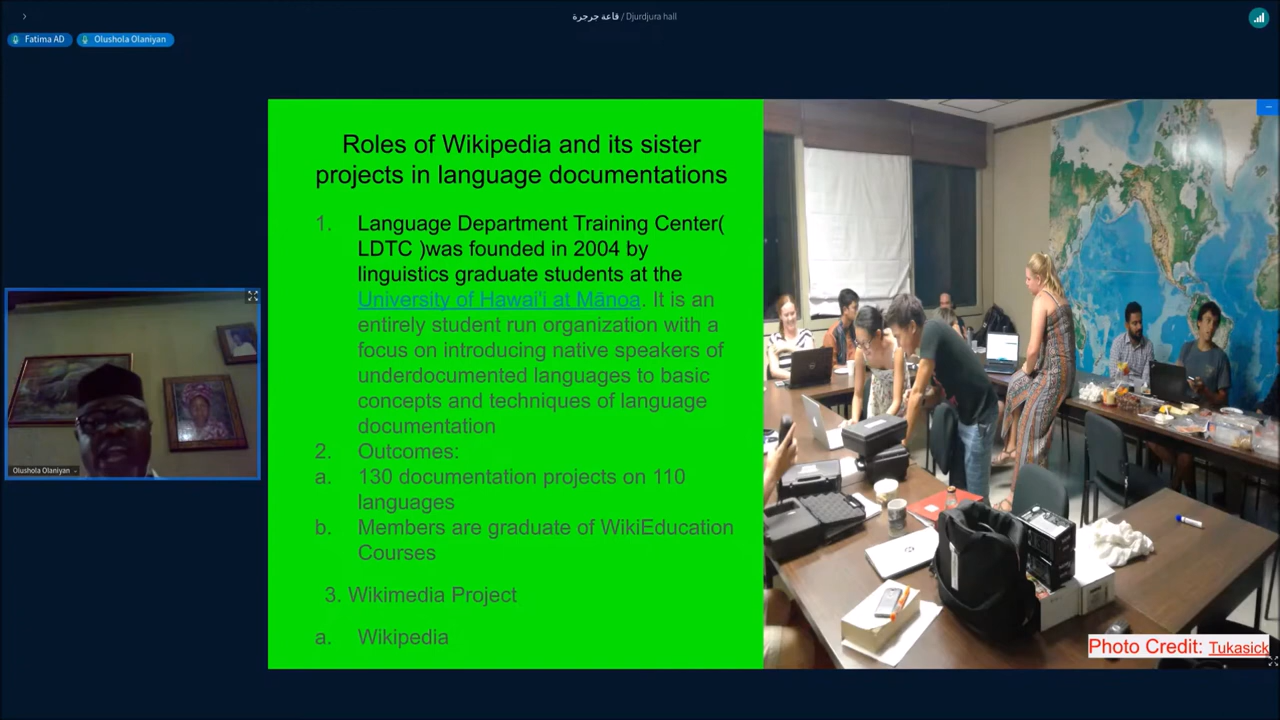 قاعة جرجرة / Djurdjura hall
Fatima AD
Olushola Olaniyan
Roles of Wikipedia and its sister
projects in language documentations
1. Language Department Training Center(
LDTC )was founded in 2004 by
linguistics graduate students at the
University of Hawai'i at Mānoa. It is an
entirely student run organization with a
focus on introducing native speakers of
underdocumented languages to basic
concepts and techniques of language
documentation
2. Outcomes:
a. 130 documentation projects on 110
languages
b. Members are graduate of WikiEducation
Courses
3. Wikimedia Project
a. Wikipedia
Olushola Olaniyan
Photo Credit: Tukasick